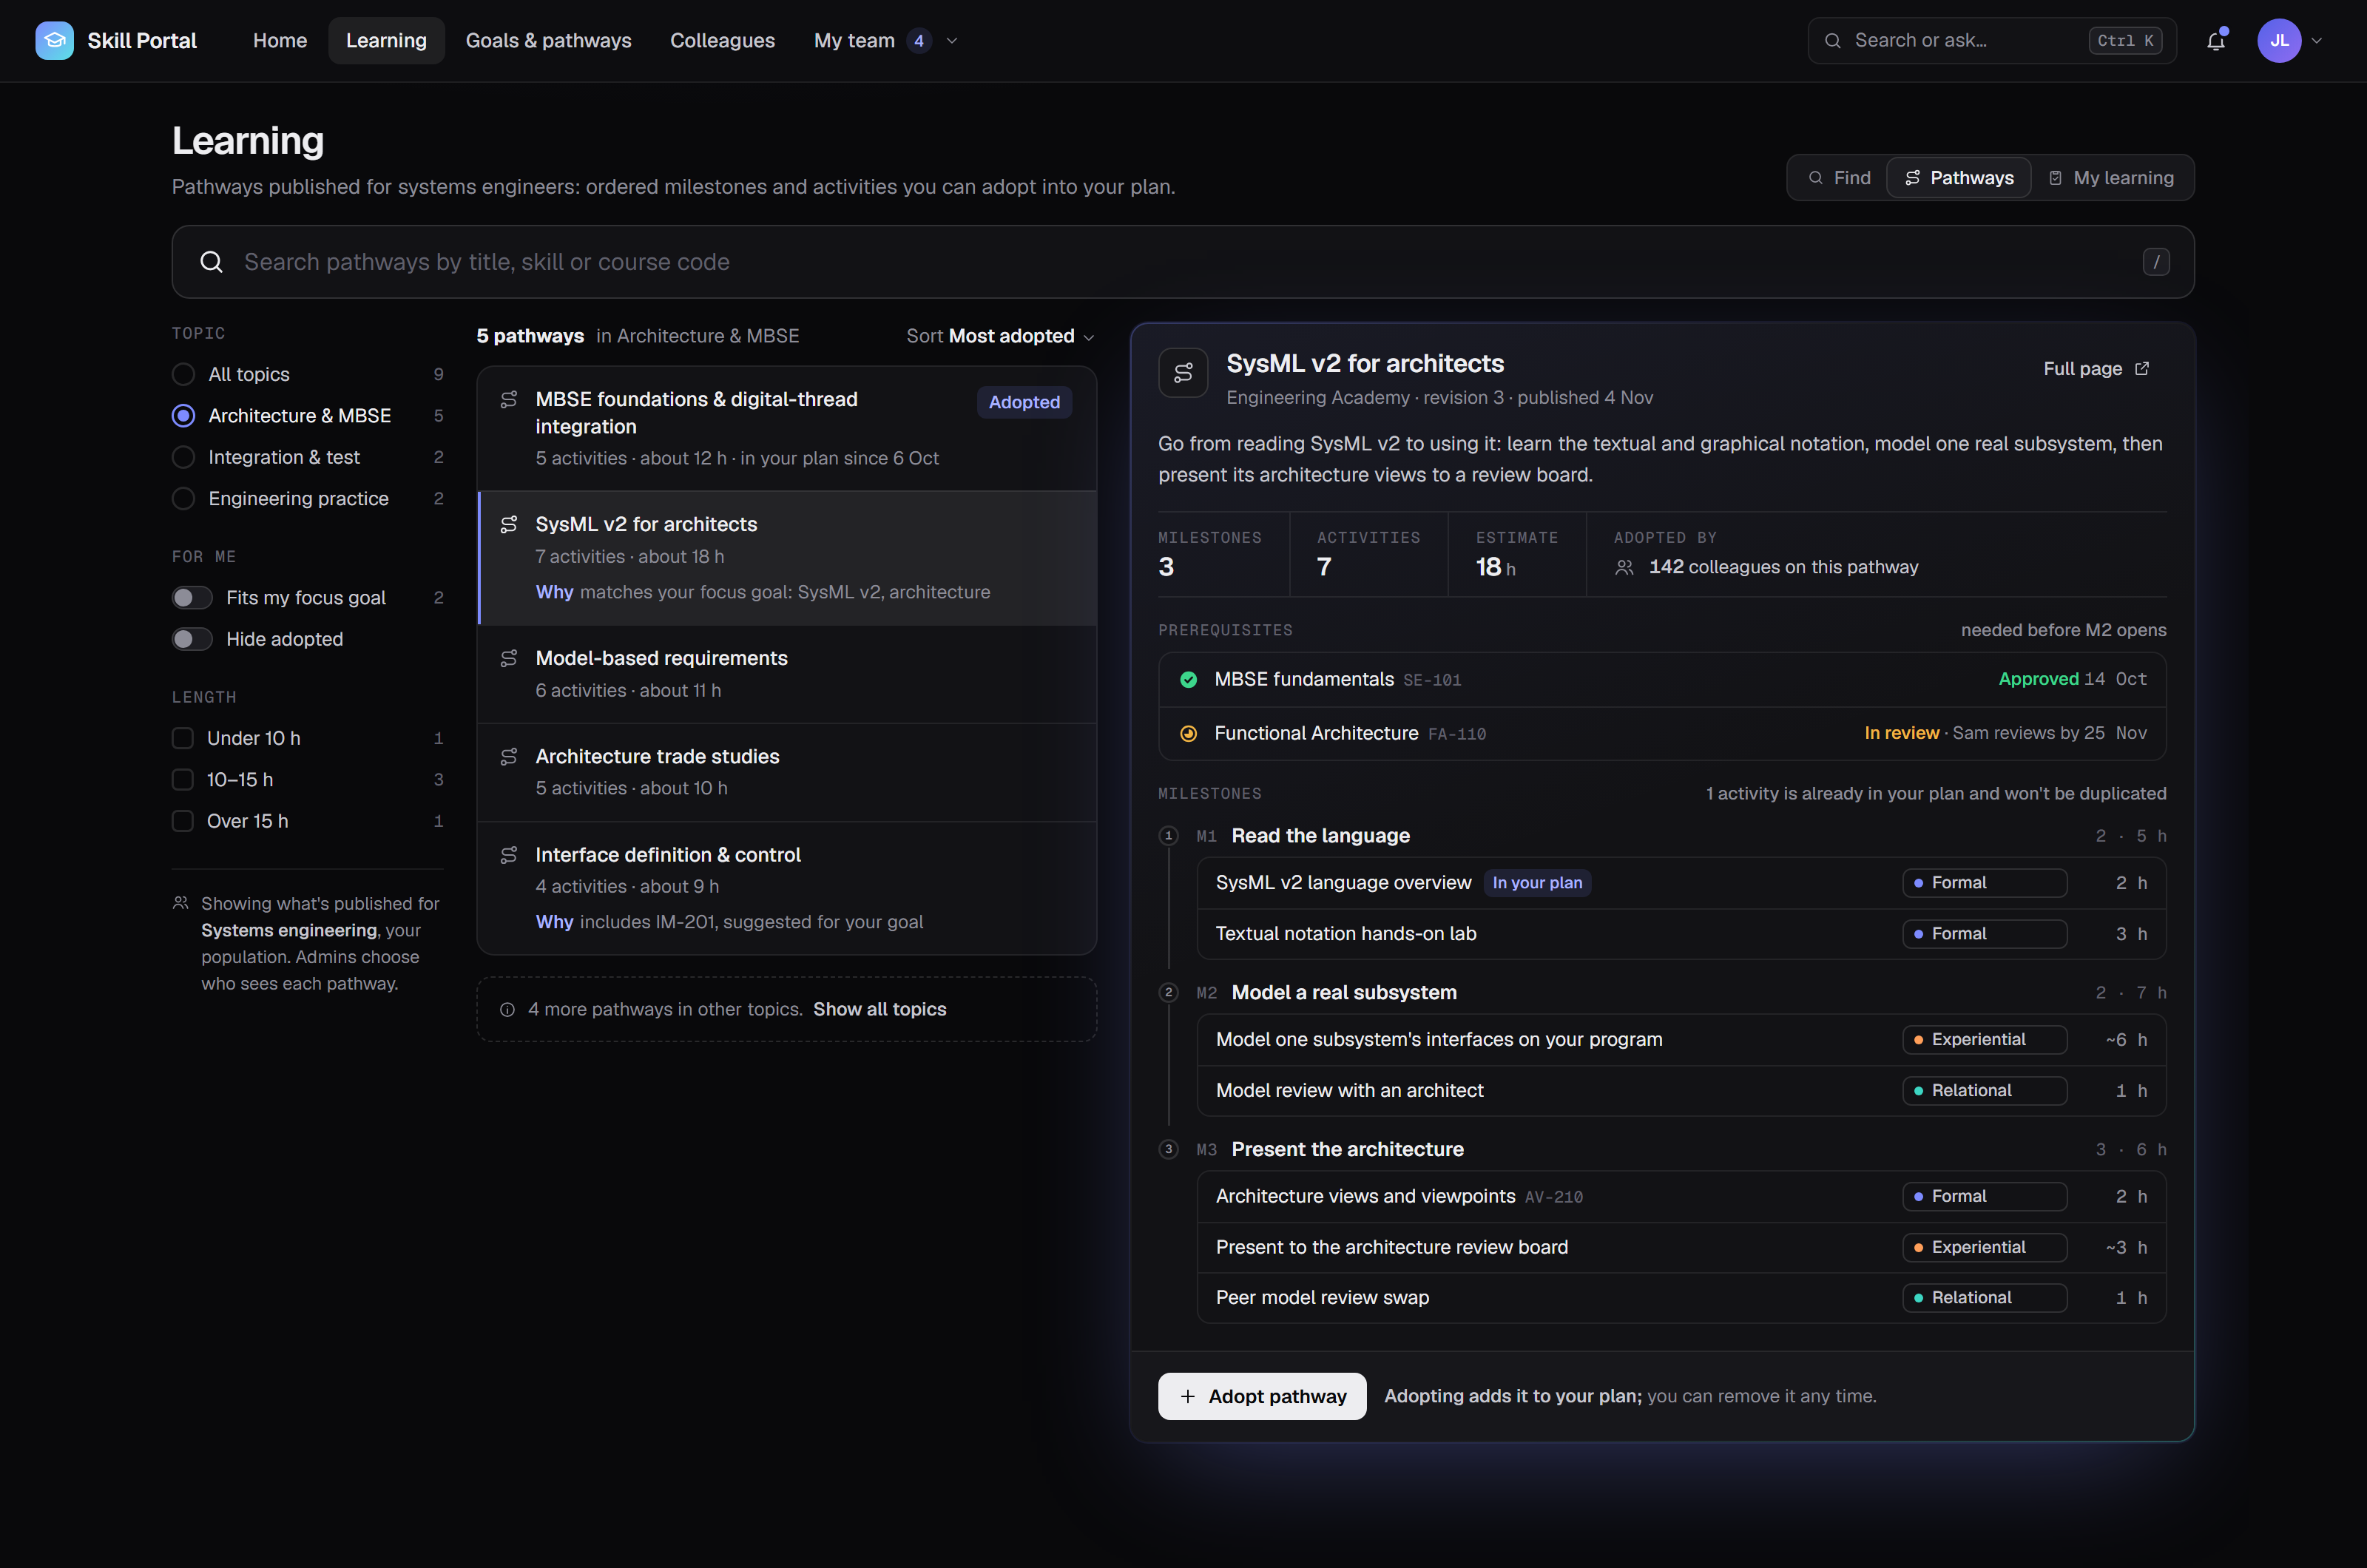 Skill Portal
Home
Learning
Goals & pathways
Colleagues
My team 4
Search or ask... Ctrl K
JL
Learning
Pathways published for systems engineers: ordered milestones and activities you can adopt into your plan.
Find
Pathways
My learning
Search pathways by title, skill or course code /
TOPIC
All topics 9
Architecture & MBSE 5
Integration & test 2
Engineering practice 2
FOR ME
Fits my focus goal 2
Hide adopted
LENGTH
Under 10 h 1
10–15 h 3
Over 15 h 1
Showing what's published for
Systems engineering, your
population. Admins choose
who sees each pathway.
5 pathways in Architecture & MBSE
Sort Most adopted
MBSE foundations & digital-thread
integration
Adopted
5 activities · about 12 h · in your plan since 6 Oct
SysML v2 for architects
7 activities · about 18 h
Why matches your focus goal: SysML v2, architecture
Model-based requirements
6 activities · about 11 h
Architecture trade studies
5 activities · about 10 h
Interface definition & control
4 activities · about 9 h
Why includes IM-201, suggested for your goal
4 more pathways in other topics. Show all topics
SysML v2 for architects
Engineering Academy · revision 3 · published 4 Nov
Full page
Go from reading SysML v2 to using it: learn the textual and graphical notation, model one real subsystem, then
present its architecture views to a review board.
MILESTONES
3
ACTIVITIES
7
ESTIMATE
18 h
ADOPTED BY
142 colleagues on this pathway
PREREQUISITES
needed before M2 opens
MBSE fundamentals SE-101
Approved 14 Oct
Functional Architecture FA-110
In review · Sam reviews by 25 Nov
MILESTONES
1 activity is already in your plan and won't be duplicated
1 M1 Read the language 2 · 5 h
SysML v2 language overview In your plan Formal 2 h
Textual notation hands-on lab Formal 3 h
2 M2 Model a real subsystem 2 · 7 h
Model one subsystem's interfaces on your program Experiential ~6 h
Model review with an architect Relational 1 h
3 M3 Present the architecture 3 · 6 h
Architecture views and viewpoints AV-210 Formal 2 h
Present to the architecture review board Experiential ~3 h
Peer model review swap Relational 1 h
Adopt pathway
Adopting adds it to your plan; you can remove it any time.